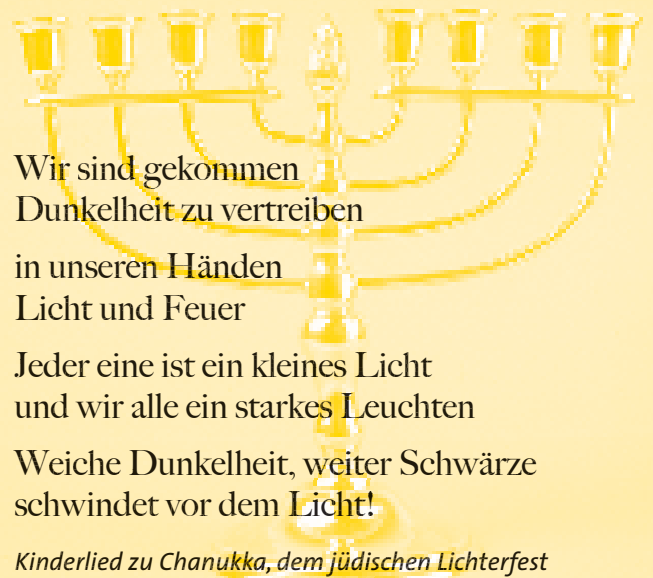 Wir sind gekommen
Dunkelheit zu vertreiben
in unseren Händen
Licht und Feuer
Jeder eine ist ein kleines Licht
und wir alle ein starkes Leuchten
Weiche Dunkelheit, weiter Schwärze
schwindet vor dem Licht!
Kinderlied zu Chanukka, dem jüdischen Lichterfest